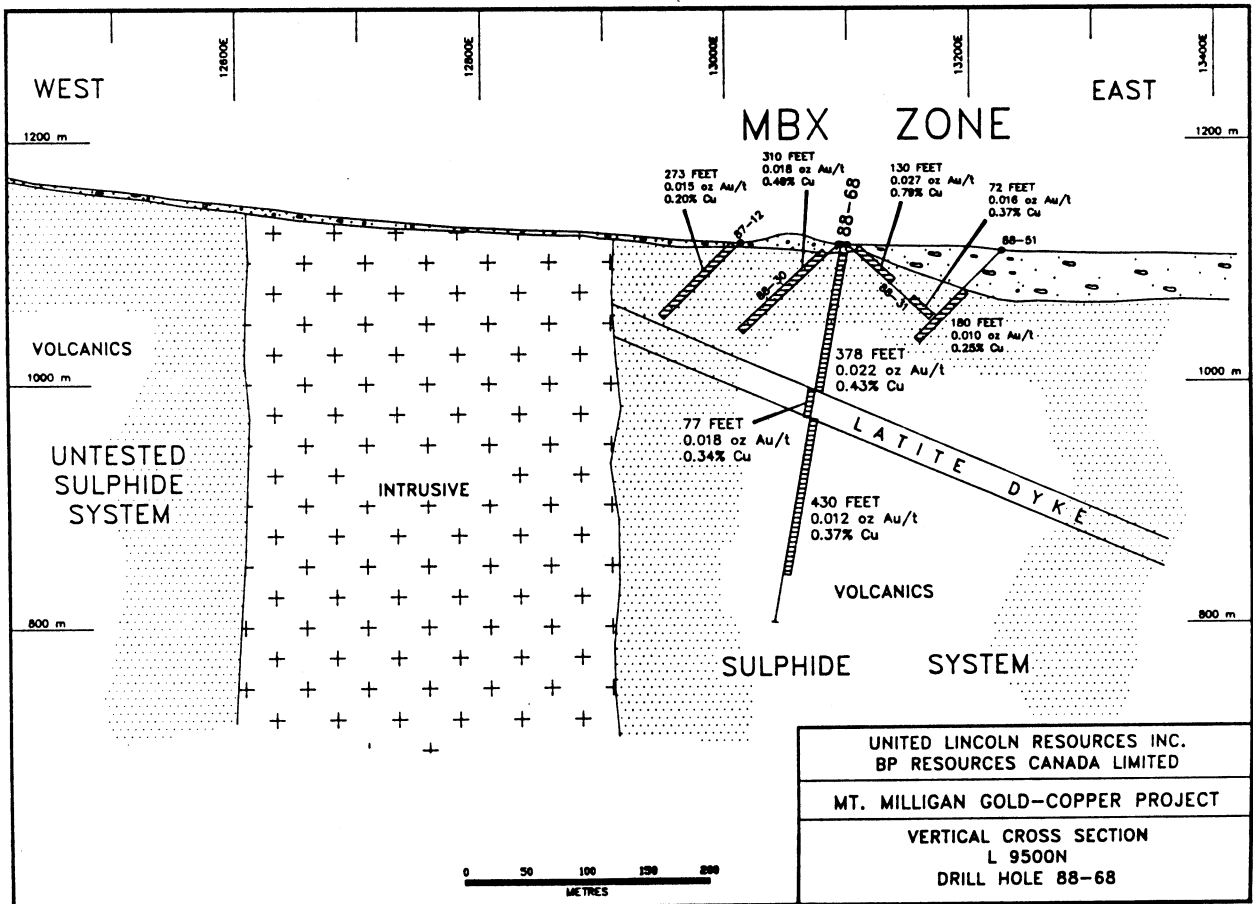 12600E
12800E
13000E
13200E
13400E
WEST
EAST
MBX ZONE
1200 m
1200 m
273 FEET
0.015 oz Au/t
0.20% Cu
310 FEET
0.018 oz Au/t
0.48% Cu
130 FEET
0.027 oz Au/t
0.79% Cu
72 FEET
0.016 oz Au/t
0.37% Cu
87-12
88-68
88-51
88-30
88-31
180 FEET
0.010 oz Au/t
0.25% Cu
VOLCANICS
1000 m
1000 m
378 FEET
0.022 oz Au/t
0.43% Cu
77 FEET
0.018 oz Au/t
0.34% Cu
LATITE DYKE
UNTESTED
SULPHIDE
SYSTEM
INTRUSIVE
430 FEET
0.012 oz Au/t
0.37% Cu
VOLCANICS
800 m
800 m
SULPHIDE SYSTEM
UNITED LINCOLN RESOURCES INC.
BP RESOURCES CANADA LIMITED
MT. MILLIGAN GOLD-COPPER PROJECT
VERTICAL CROSS SECTION
L 9500N
DRILL HOLE 88-68
0 50 100 150 200
METRES